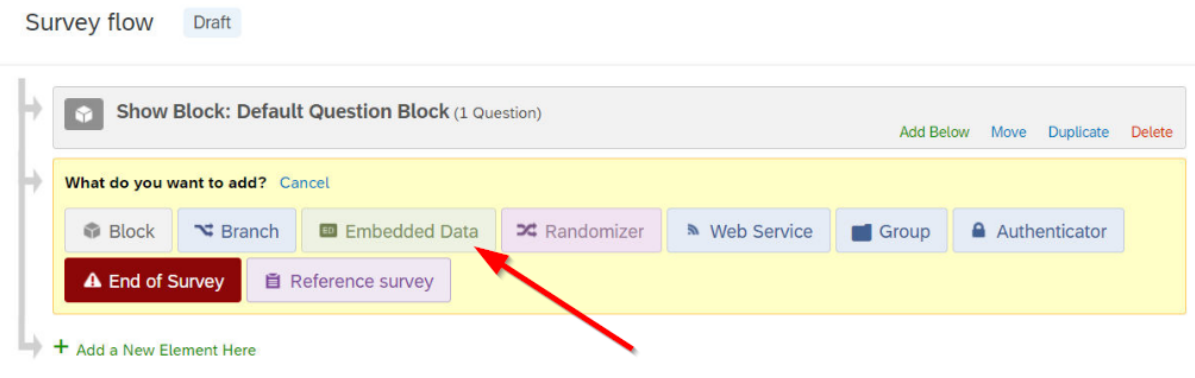 Survey flow Draft
Show Block: Default Question Block (1 Question)
Add Below Move Duplicate Delete
What do you want to add? Cancel
Block Branch ED Embedded Data Randomizer Web Service Group Authenticator
End of Survey Reference survey
+ Add a New Element Here